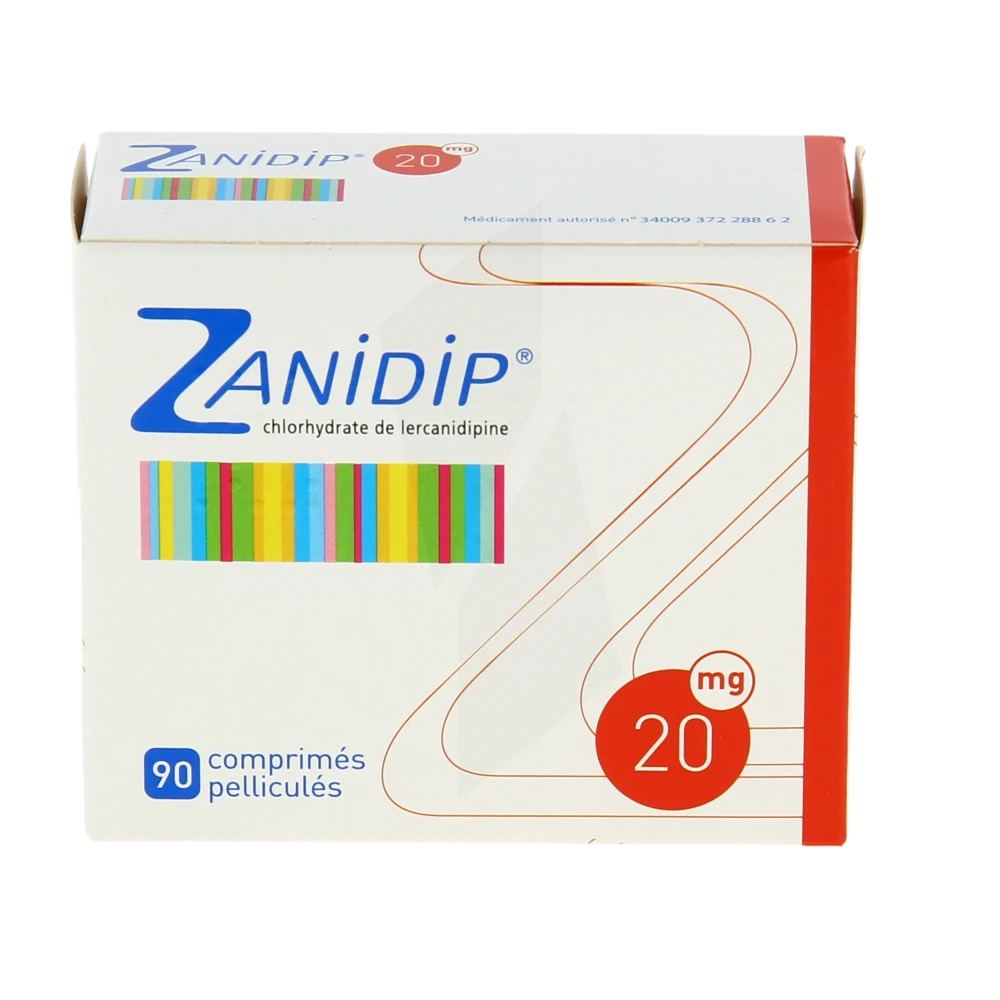 ZANiDiP® 20 mg
Médicament autorisé n° 34009 372 288 6 2
ZANiDiP®
chlorhydrate de lercanidipine
mg
20
90 comprimés
pelliculés